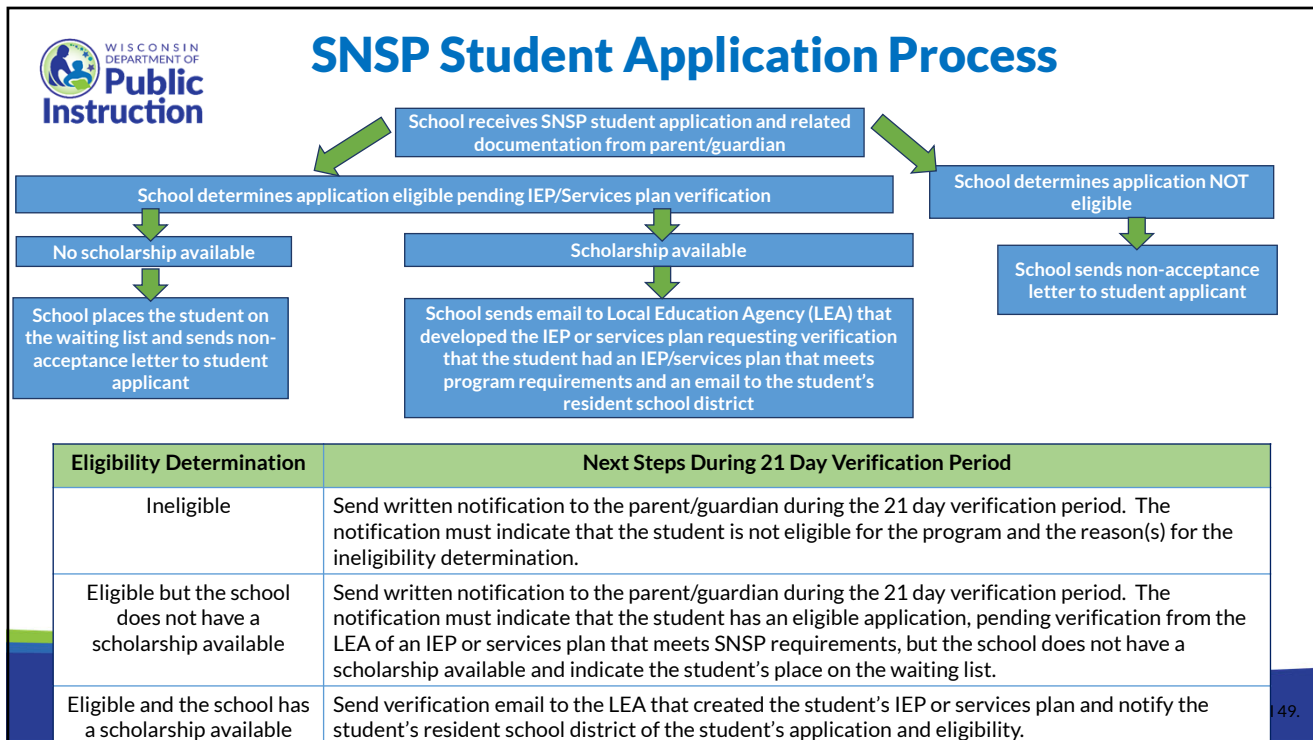 WISCONSIN
DEPARTMENT OF
Public
Instruction
SNSP Student Application Process
School receives SNSP student application and related
documentation from parent/guardian
School determines application eligible pending IEP/Services plan verification
School determines application NOT
eligible
No scholarship available
Scholarship available
School sends non-acceptance
letter to student applicant
School places the student on
the waiting list and sends non-
acceptance letter to student
applicant
School sends email to Local Education Agency (LEA) that
developed the IEP or services plan requesting verification
that the student had an IEP/services plan that meets
program requirements and an email to the student's
resident school district
Eligibility Determination
Next Steps During 21 Day Verification Period
Ineligible
Send written notification to the parent/guardian during the 21 day verification period. The
notification must indicate that the student is not eligible for the program and the reason(s) for the
ineligibility determination.
Eligible but the school
does not have a
scholarship available
Send written notification to the parent/guardian during the 21 day verification period. The
notification must indicate that the student has an eligible application, pending verification from the
LEA of an IEP or services plan that meets SNSP requirements, but the school does not have a
scholarship available and indicate the student's place on the waiting list.
Eligible and the school has
a scholarship available
Send verification email to the LEA that created the student's IEP or services plan and notify the
student's resident school district of the student's application and eligibility.
49.